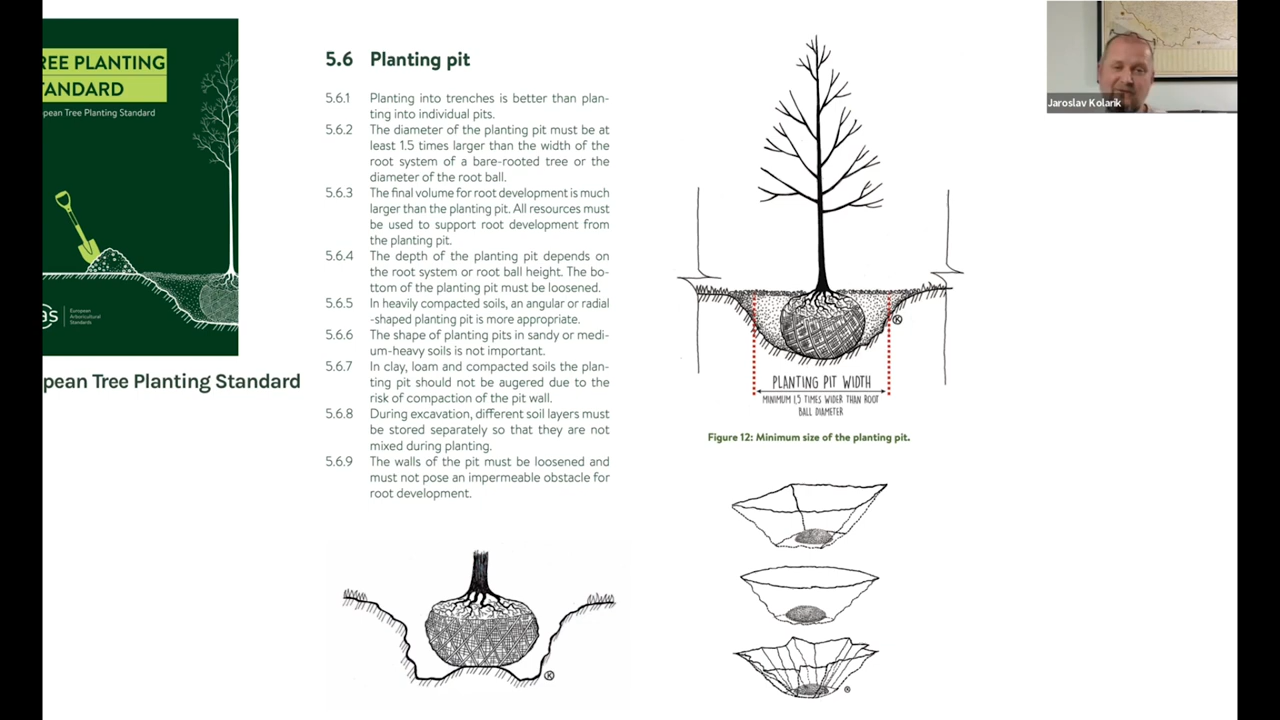 REE PLANTING
ANDARD
pean Tree Planting Standard
as
European
Arboricultural
Standards
pean Tree Planting Standard
5.6 Planting pit
5.6.1 Planting into trenches is better than plan-
ting into individual pits.
5.6.2 The diameter of the planting pit must be at
least 1.5 times larger than the width of the
root system of a bare-rooted tree or the
diameter of the root ball.
5.6.3 The final volume for root development is much
larger than the planting pit. All resources must
be used to support root development from
the planting pit.
5.6.4 The depth of the planting pit depends on
the root system or root ball height. The bo-
ttom of the planting pit must be loosened.
5.6.5 In heavily compacted soils, an angular or radial
-shaped planting pit is more appropriate.
5.6.6 The shape of planting pits in sandy or medi-
um-heavy soils is not important.
5.6.7 In clay, loam and compacted soils the plan-
ting pit should not be augered due to the
risk of compaction of the pit wall.
5.6.8 During excavation, different soil layers must
be stored separately so that they are not
mixed during planting.
5.6.9 The walls of the pit must be loosened and
must not pose an impermeable obstacle for
root development.
PLANTING PIT WIDTH
MINIMUM 1,5 TIMES WIDER THAN ROOT
BALL DIAMETER
Figure 12: Minimum size of the planting pit.
Jaroslav Kolarik